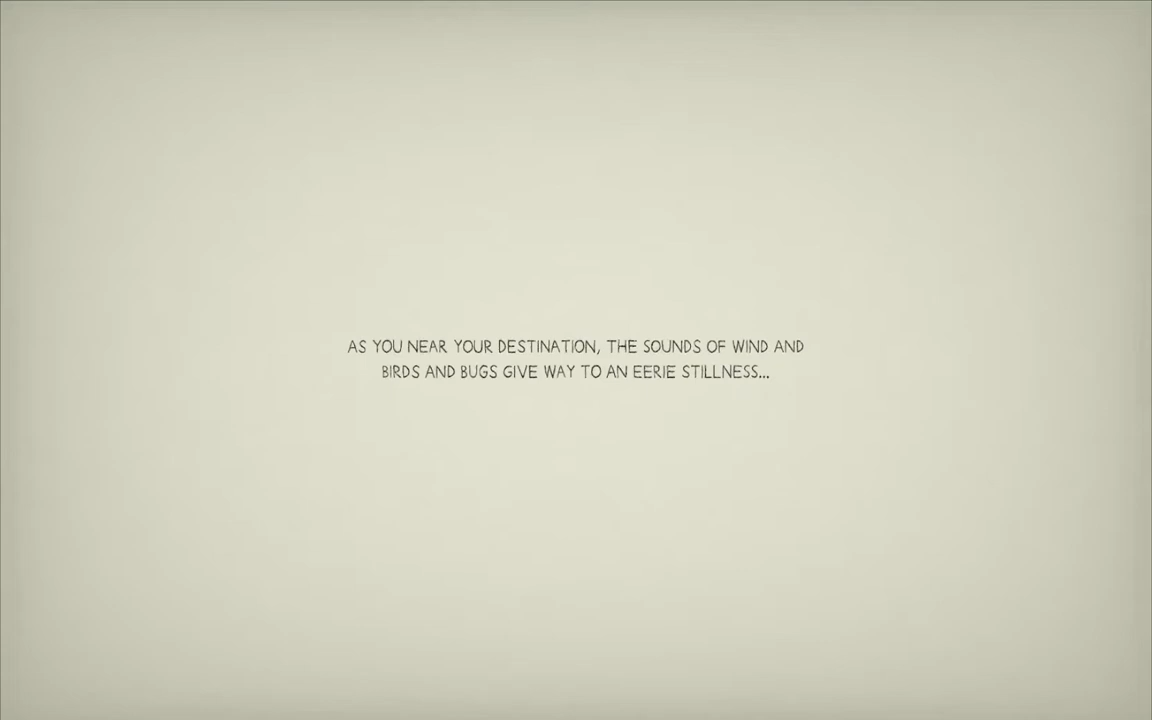 AS YOU NEAR YOUR DESTINATION, THE SOUNDS OF WIND AND
BIRDS AND BUGS GIVE WAY TO AN EERIE STILLNESS...